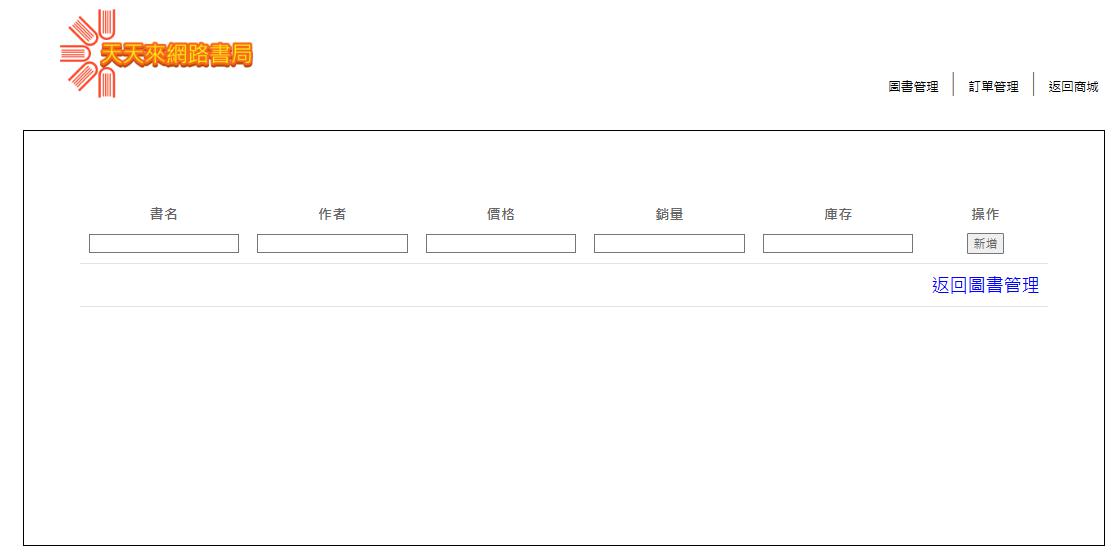 天天來網路書局
圖書管理 訂單管理 返回商城
書名 作者 價格 銷量 庫存 操作
新增
返回圖書管理